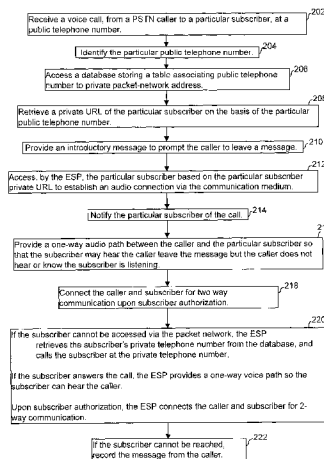 Receive a voice call, from a PSTN caller to a particular subscriber, at a
public telephone number.
202
Identify the particular public telephone number.
204
Access a database storing a table associating public telephone
number to private packet-network address.
206
Retrieve a private URL of the particular subscriber on the basis of the particular
public telephone number.
208
Provide an introductory message to prompt the caller to leave a message.
210
212
Access, by the ESP, the particular subscriber based on the particular subscriber
private URL to establish an audio connection via the communication medium.
Notify the particular subscriber of the call.
214
Provide a one-way audio path between the caller and the particular subscriber so
that the subscriber may hear the caller leave the message but the caller does not
hear or know the subscriber is listening.
Connect the caller and subscriber for two way
communication upon subscriber authorization.
218
220
If the subscriber cannot be accessed via the packet network, the ESP
retrieves the subscriber's private telephone number from the database, and
calls the subscriber at the private telephone number.
If the subscriber answers the call, the ESP provides a one-way voice path so the
subscriber can hear the caller.
Upon subscriber authorization, the ESP connects the caller and subscriber for 2-
way communication.
If the subscriber cannot be reached,
record the message from the caller.
222